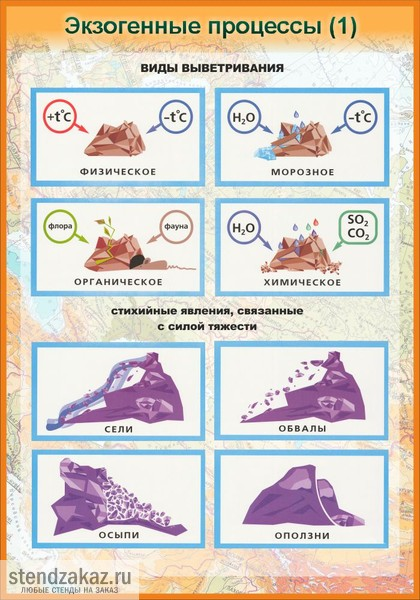 Экзогенные процессы (1)
ВИДЫ ВЫВЕТРИВАНИЯ
+t°C
-t°C
ФИЗИЧЕСКОЕ
H₂O
-t°C
МОРОЗНОЕ
флора
фауна
ОРГАНИЧЕСКОЕ
H₂O
SO₂
CO₂
ХИМИЧЕСКОЕ
СТИХИЙНЫЕ ЯВЛЕНИЯ, СВЯЗАННЫЕ
С СИЛОЙ ТЯЖЕСТИ
СЕЛИ
ОБВАЛЫ
ОСЫПИ
ОПОЛЗНИ
stendzakaz.ru
ЛЮБЫЕ СТЕНДЫ НА ЗАКАЗ